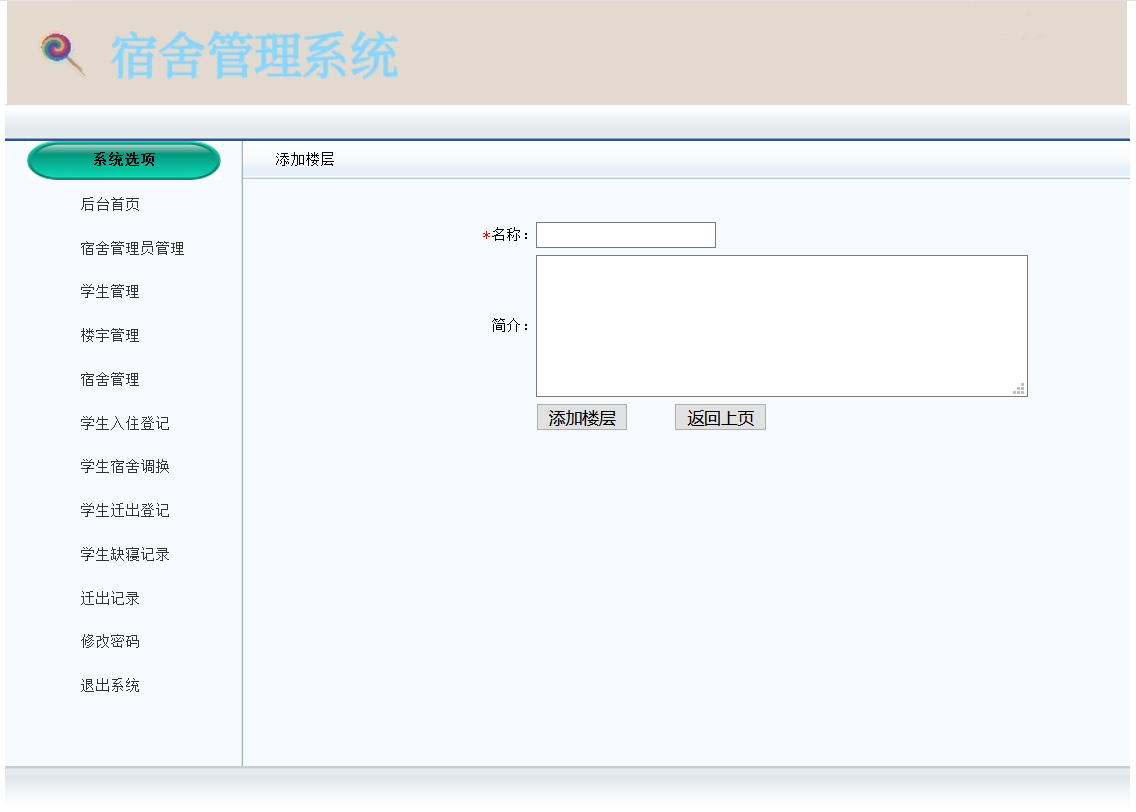 宿舍管理系统
系统选项
后台首页
宿舍管理员管理
学生管理
楼宇管理
宿舍管理
学生入住登记
学生宿舍调换
学生迁出登记
学生缺寝记录
迁出记录
修改密码
退出系统
添加楼层
*名称：
简介：
添加楼层 返回上页